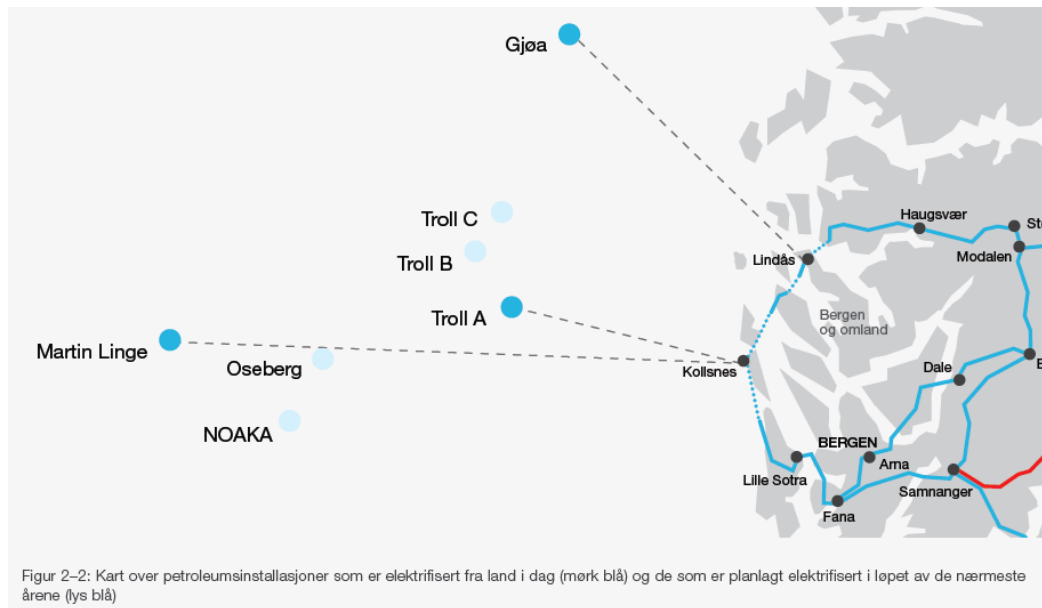 Gjøa
Troll C
Haugsvær
St
Troll B
Lindås
Modalen
Troll A
Bergen
og omland
Martin Linge
Oseberg
Kollsnes
Dale
E
NOAKA
BERGEN
Arna
Lille Sotra
Samnanger
Fana
Figur 2–2: Kart over petroleumsinstallasjoner som er elektrifisert fra land i dag (mørk blå) og de som er planlagt elektrifisert i løpet av de nærmeste
årene (lys blå)